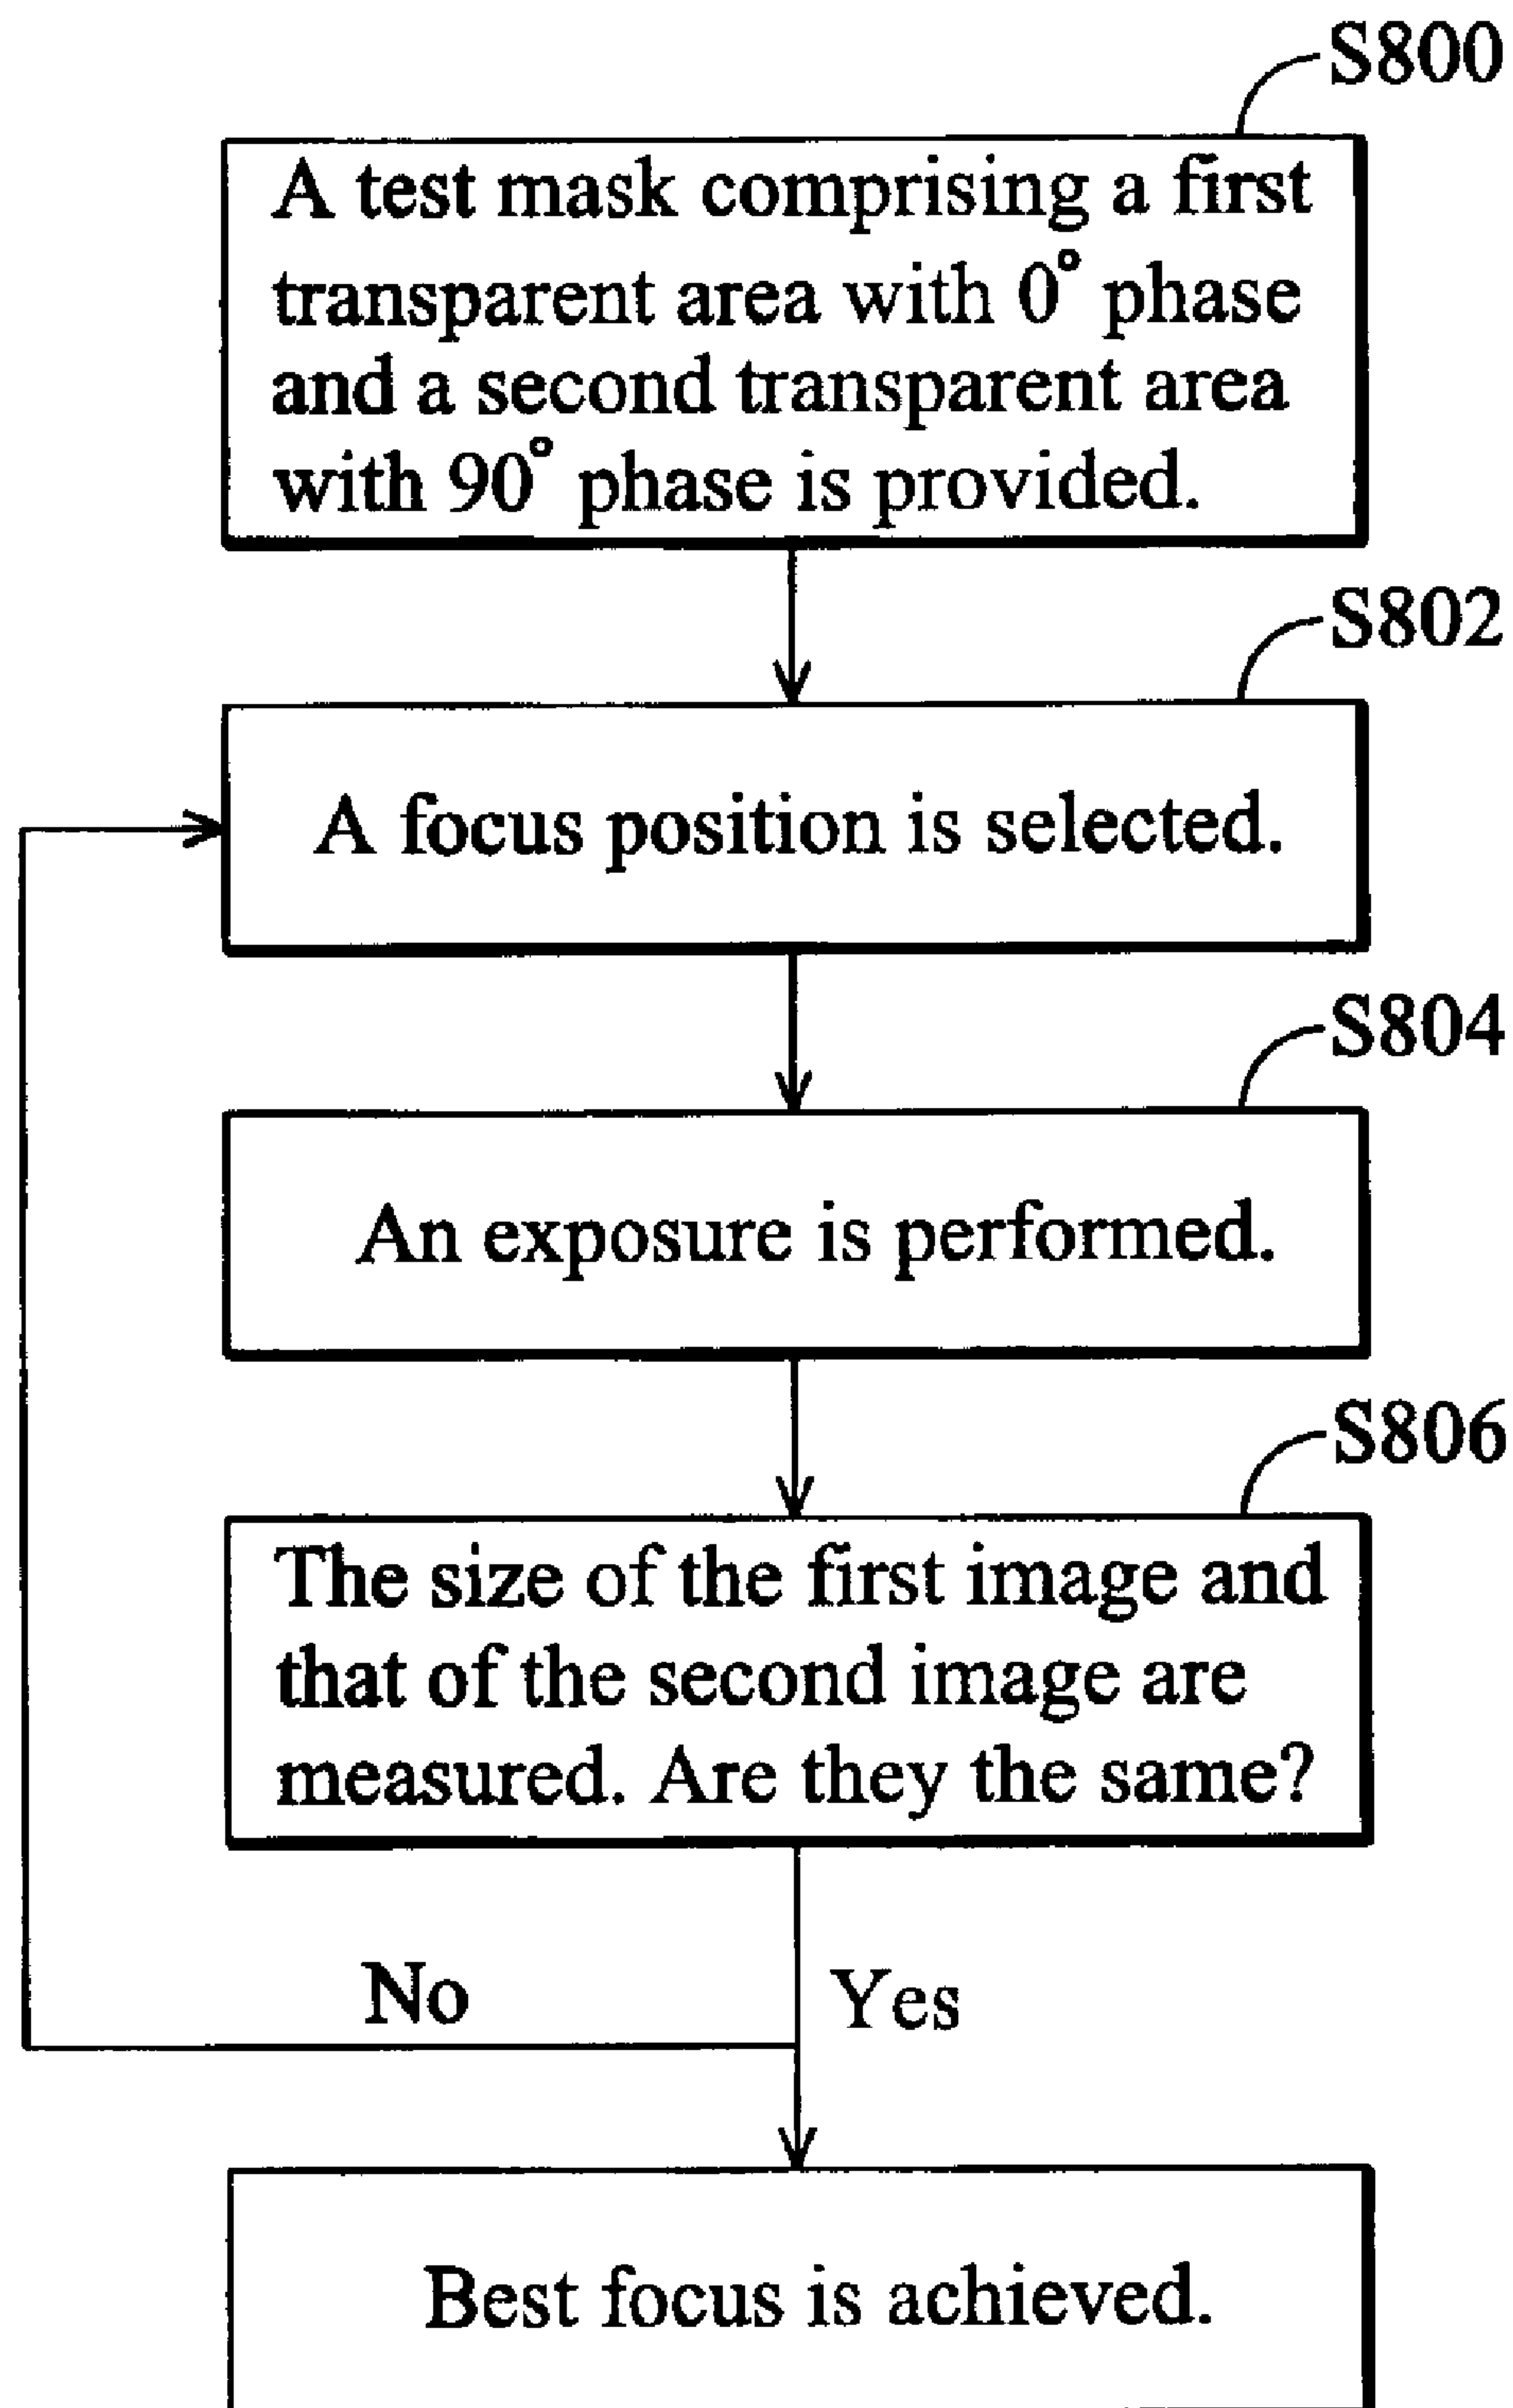 S800
A test mask comprising a first
transparent area with 0° phase
and a second transparent area
with 90° phase is provided.
S802
A focus position is selected.
S804
An exposure is performed.
S806
The size of the first image and
that of the second image are
measured. Are they the same?
No
Yes
Best focus is achieved.